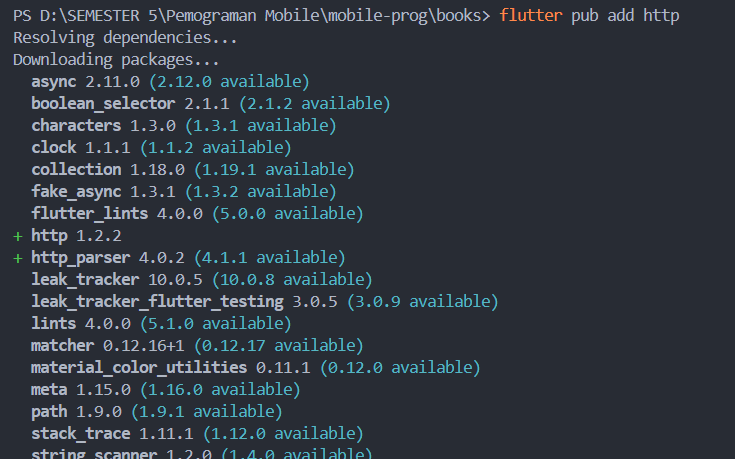 PS D:\SEMESTER 5\Pemograman Mobile\mobile-prog\books> flutter pub add http
Resolving dependencies...
Downloading packages...
async 2.11.0 (2.12.0 available)
boolean_selector 2.1.1 (2.1.2 available)
characters 1.3.0 (1.3.1 available)
clock 1.1.1 (1.1.2 available)
collection 1.18.0 (1.19.1 available)
fake_async 1.3.1 (1.3.2 available)
flutter_lints 4.0.0 (5.0.0 available)
+ http 1.2.2
+ http_parser 4.0.2 (4.1.1 available)
leak_tracker 10.0.5 (10.0.8 available)
leak_tracker_flutter_testing 3.0.5 (3.0.9 available)
lints 4.0.0 (5.1.0 available)
matcher 0.12.16+1 (0.12.17 available)
material_color_utilities 0.11.1 (0.12.0 available)
meta 1.15.0 (1.16.0 available)
path 1.9.0 (1.9.1 available)
stack_trace 1.11.1 (1.12.0 available)
string_scanner 1.2.0 (1.4.0 available)